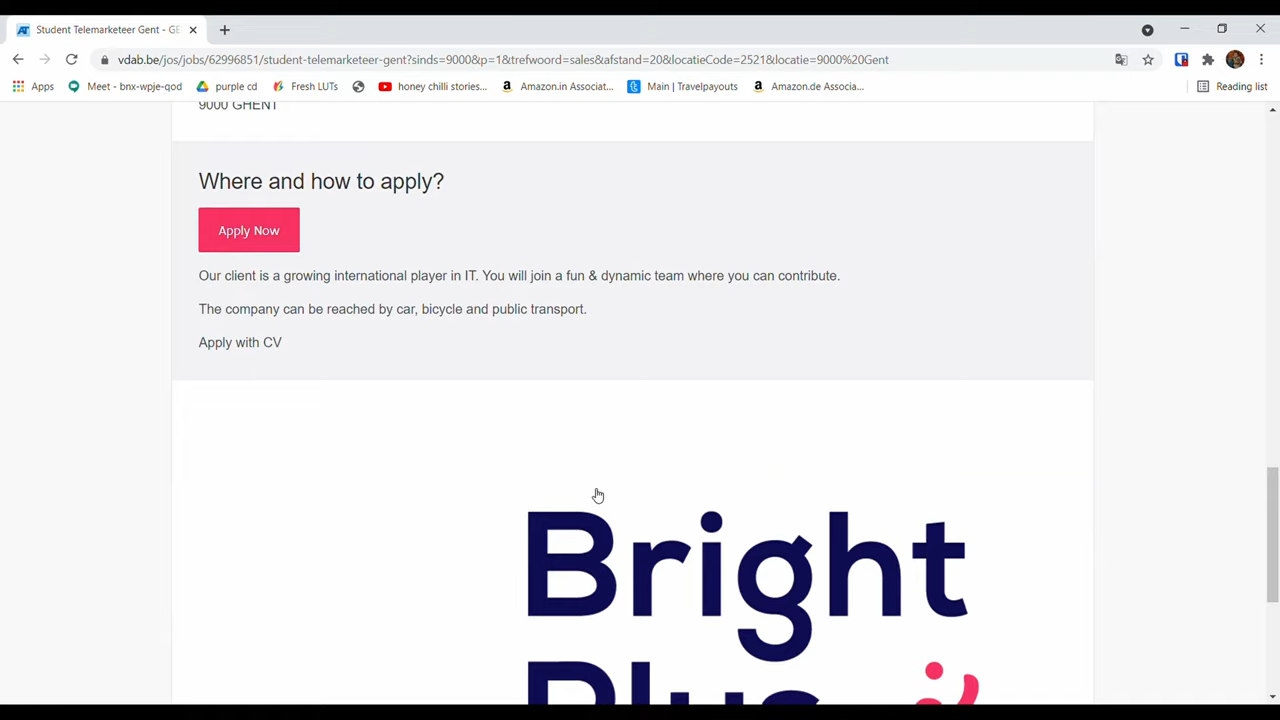 Student Telemarketeer Gent - GE
vdab.be/jos/jobs/62996851/student-telemarketeer-gent?sinds=9000&p=1&trefwoord=sales&afstand=20&locatieCode=2521&locatie=9000%20Gent
Apps Meet - bnx-wpje-qod purple cd Fresh LUTs honey chilli stories... Amazon.in Associat... Main | Travelpayouts Amazon.de Associa... Reading list
9000 GHENT
Where and how to apply?
Apply Now
Our client is a growing international player in IT. You will join a fun & dynamic team where you can contribute.
The company can be reached by car, bicycle and public transport.
Apply with CV
Bright
Plus